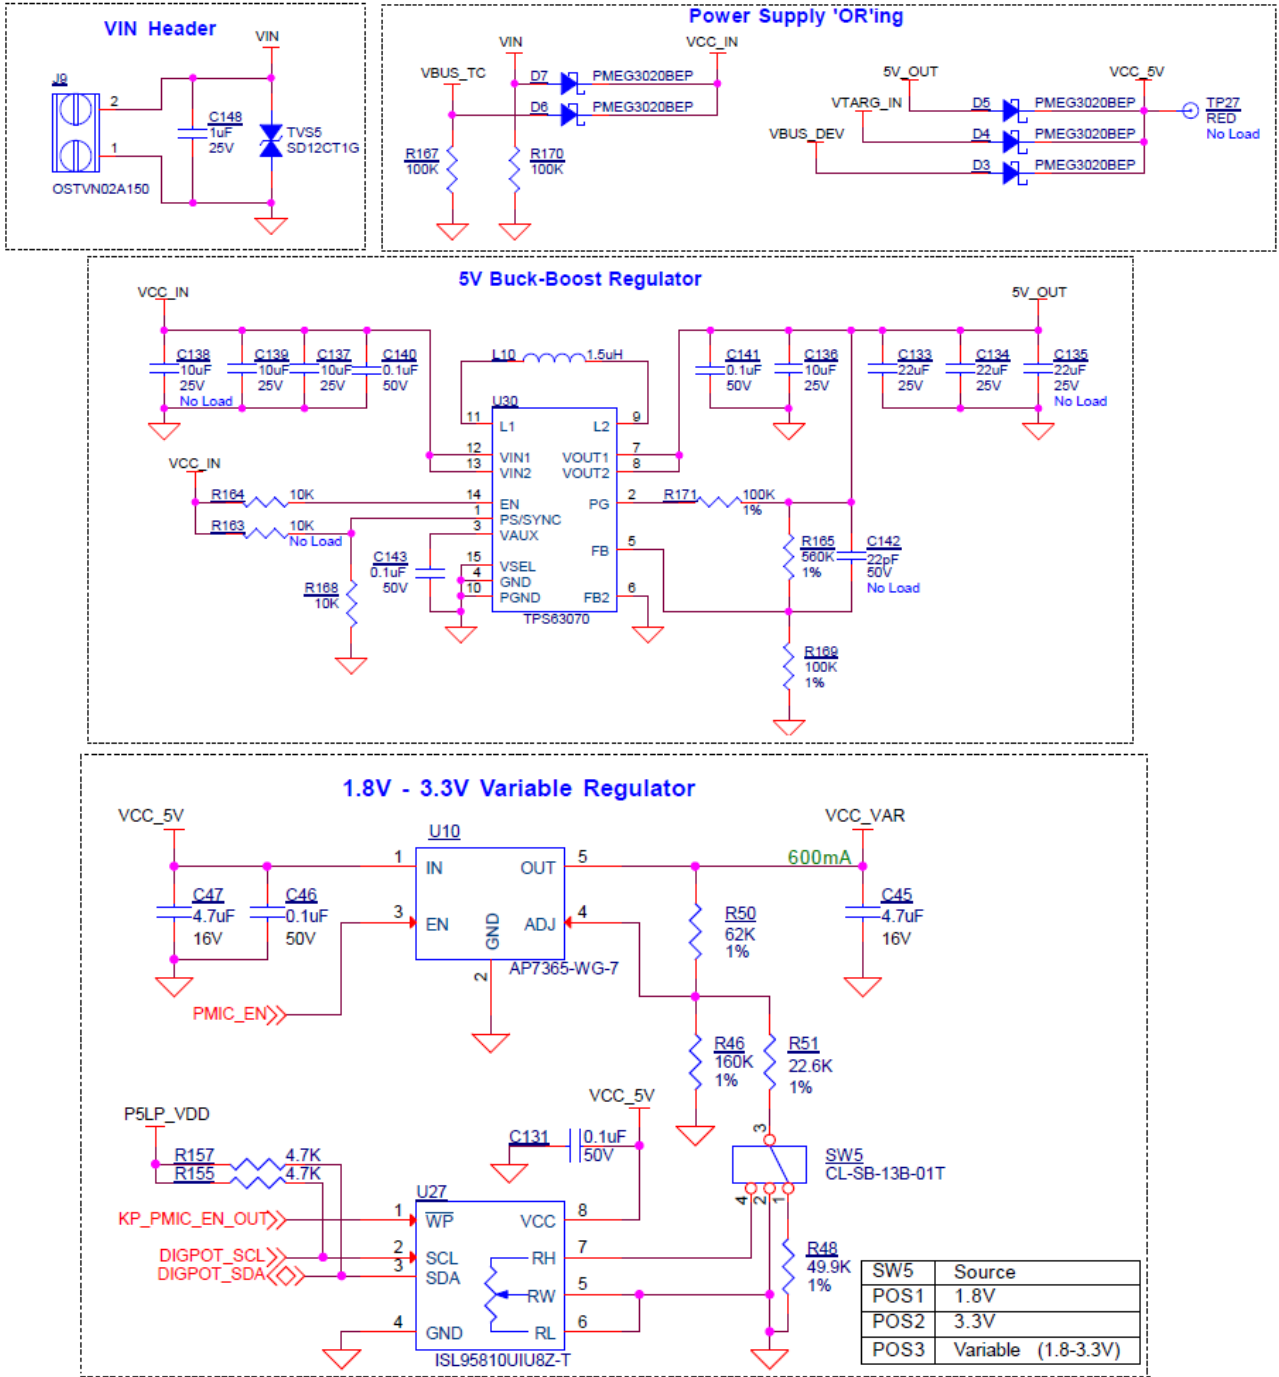 VIN Header
VIN
J9
2
1
C148
1uF
25V
TVS5
SD12CT1G
OSTVN02A150
Power Supply 'OR'ing
VIN
VCC_IN
VBUS_TC
D7
PMEG3020BEP
D6
PMEG3020BEP
R167
100K
R170
100K
5V_OUT
VCC_5V
VTARG_IN
VBUS_DEV
D5
PMEG3020BEP
D4
PMEG3020BEP
D3
PMEG3020BEP
TP27
RED
No Load
5V Buck-Boost Regulator
VCC_IN
5V_OUT
C138
10uF
25V
No Load
C139
10uF
25V
C137
10uF
25V
C140
0.1uF
50V
L10
1.5uH
C141
0.1uF
50V
C136
10uF
25V
C133
22uF
25V
C134
22uF
25V
C135
22uF
25V
No Load
U30
11
L1
L2
9
12
VIN1
VOUT1
7
13
VIN2
VOUT2
8
VCC_IN
R164
10K
14
EN
PG
2
R171
100K
1%
R163
10K
No Load
1
PS/SYNC
3
VAUX
FB
5
C143
0.1uF
50V
15
VSEL
4
GND
10
PGND
FB2
6
TPS63070
R168
10K
R165
560K
1%
C142
22pF
50V
No Load
R169
100K
1%
1.8V - 3.3V Variable Regulator
VCC_5V
VCC_VAR
U10
1
IN
OUT
5
600mA
C47
4.7uF
16V
C46
0.1uF
50V
3
EN
GND
ADJ
4
2
AP7365-WG-7
PMIC_EN
R50
62K
1%
C45
4.7uF
16V
R46
160K
1%
R51
22.6K
1%
VCC_5V
P5LP_VDD
C131
0.1uF
50V
R157
4.7K
R155
4.7K
3
SW5
CL-SB-13B-01T
4
2
1
U27
KP_PMIC_EN_OUT
1
WP
VCC
8
DIGPOT_SCL
2
SCL
RH
7
DIGPOT_SDA
3
SDA
RW
5
4
GND
RL
6
ISL95810UIU8Z-T
R48
49.9K
1%
SW5 Source
POS1 1.8V
POS2 3.3V
POS3 Variable (1.8-3.3V)